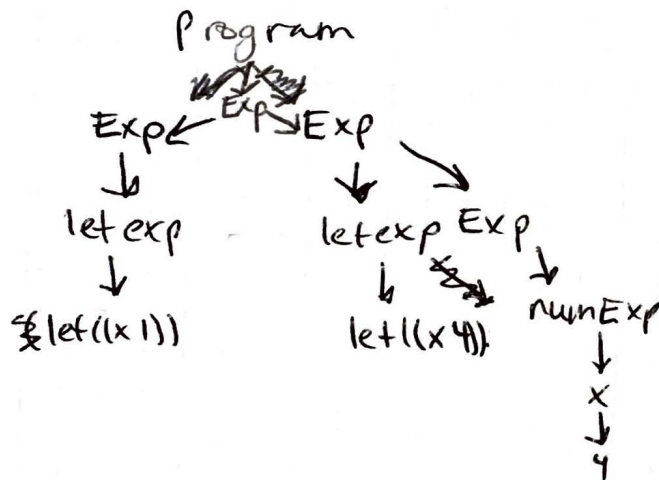 Program
Exp
Exp Exp
letexp letexp Exp
let((x 1)) let((x 4)) numExp
x
4